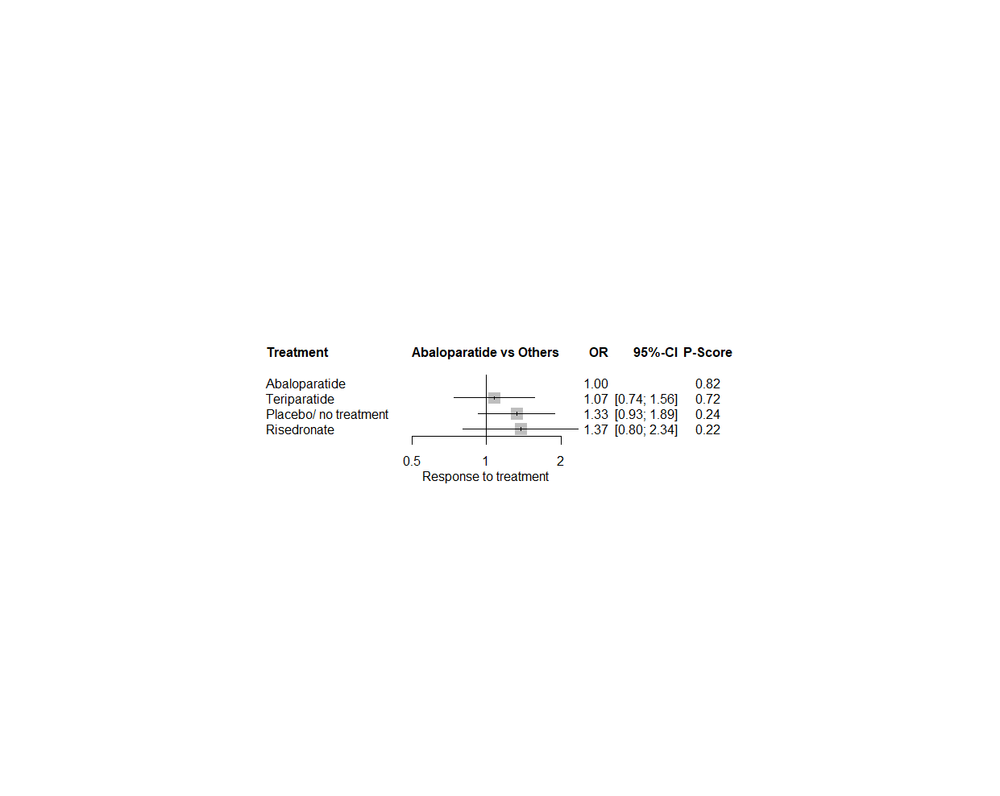 Treatment Abaloparatide vs Others OR 95%-CI P-Score
Abaloparatide 1.00 0.82
Teriparatide 1.07 [0.74; 1.56] 0.72
Placebo/ no treatment 1.33 [0.93; 1.89] 0.24
Risedronate 1.37 [0.80; 2.34] 0.22
0.5 1 2
Response to treatment